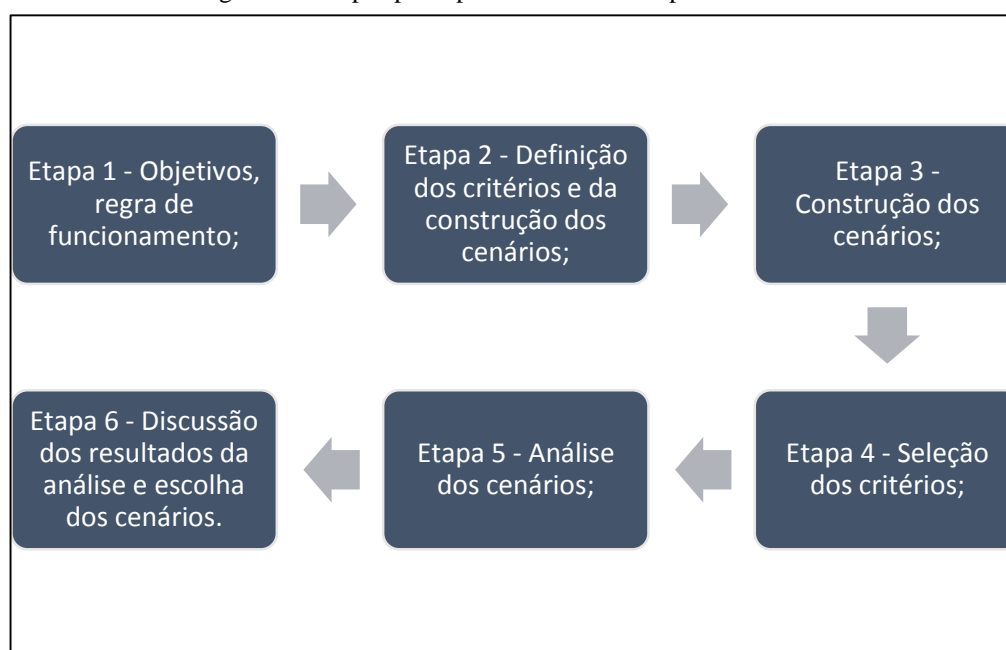 Etapa 1 - Objetivos,
regra de
funcionamento;
Etapa 2 - Definição
dos critérios e da
construção dos
cenários;
Etapa 3 -
Construção dos
cenários;
Etapa 4 - Seleção
dos critérios;
Etapa 5 - Análise
dos cenários;
Etapa 6 - Discussão
dos resultados da
análise e escolha
dos cenários.